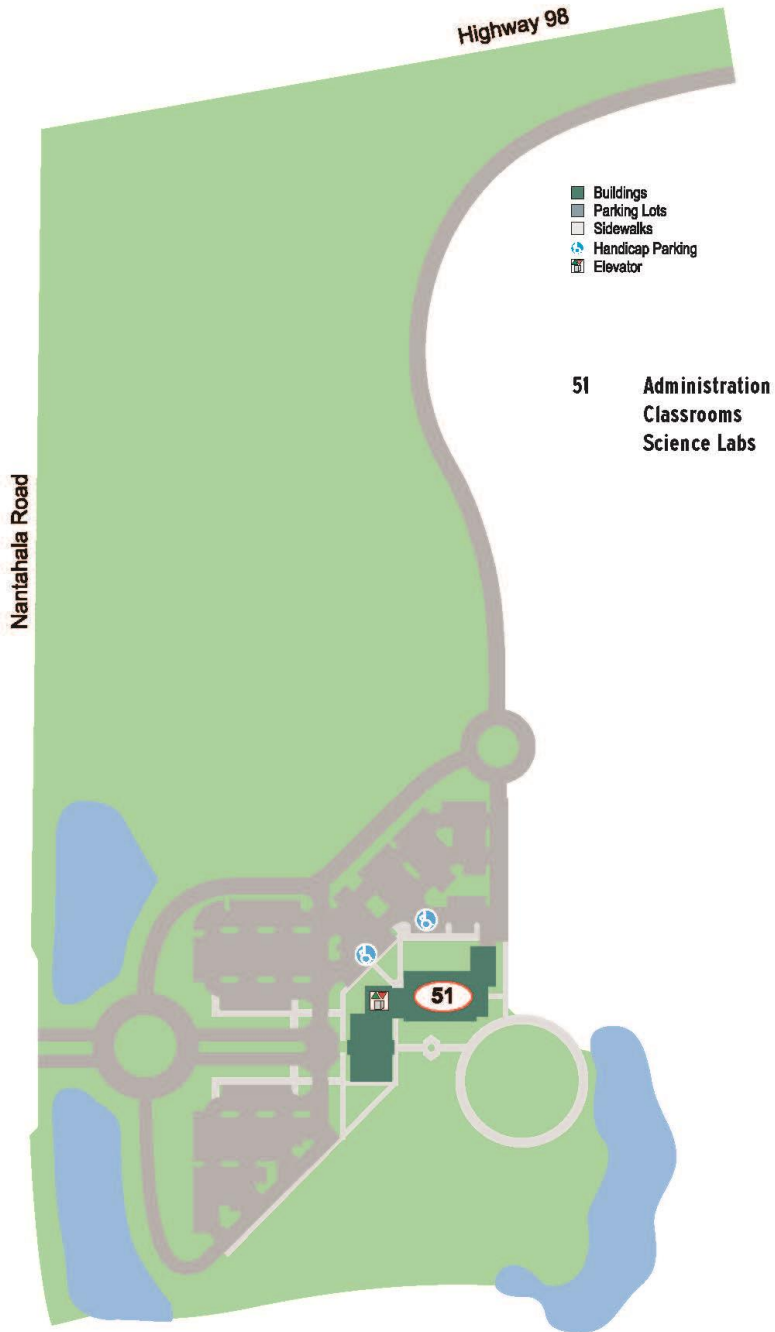 Highway 98
Buildings
Parking Lots
Sidewalks
Handicap Parking
Elevator
51 Administration
Classrooms
Science Labs
Nantahala Road
51